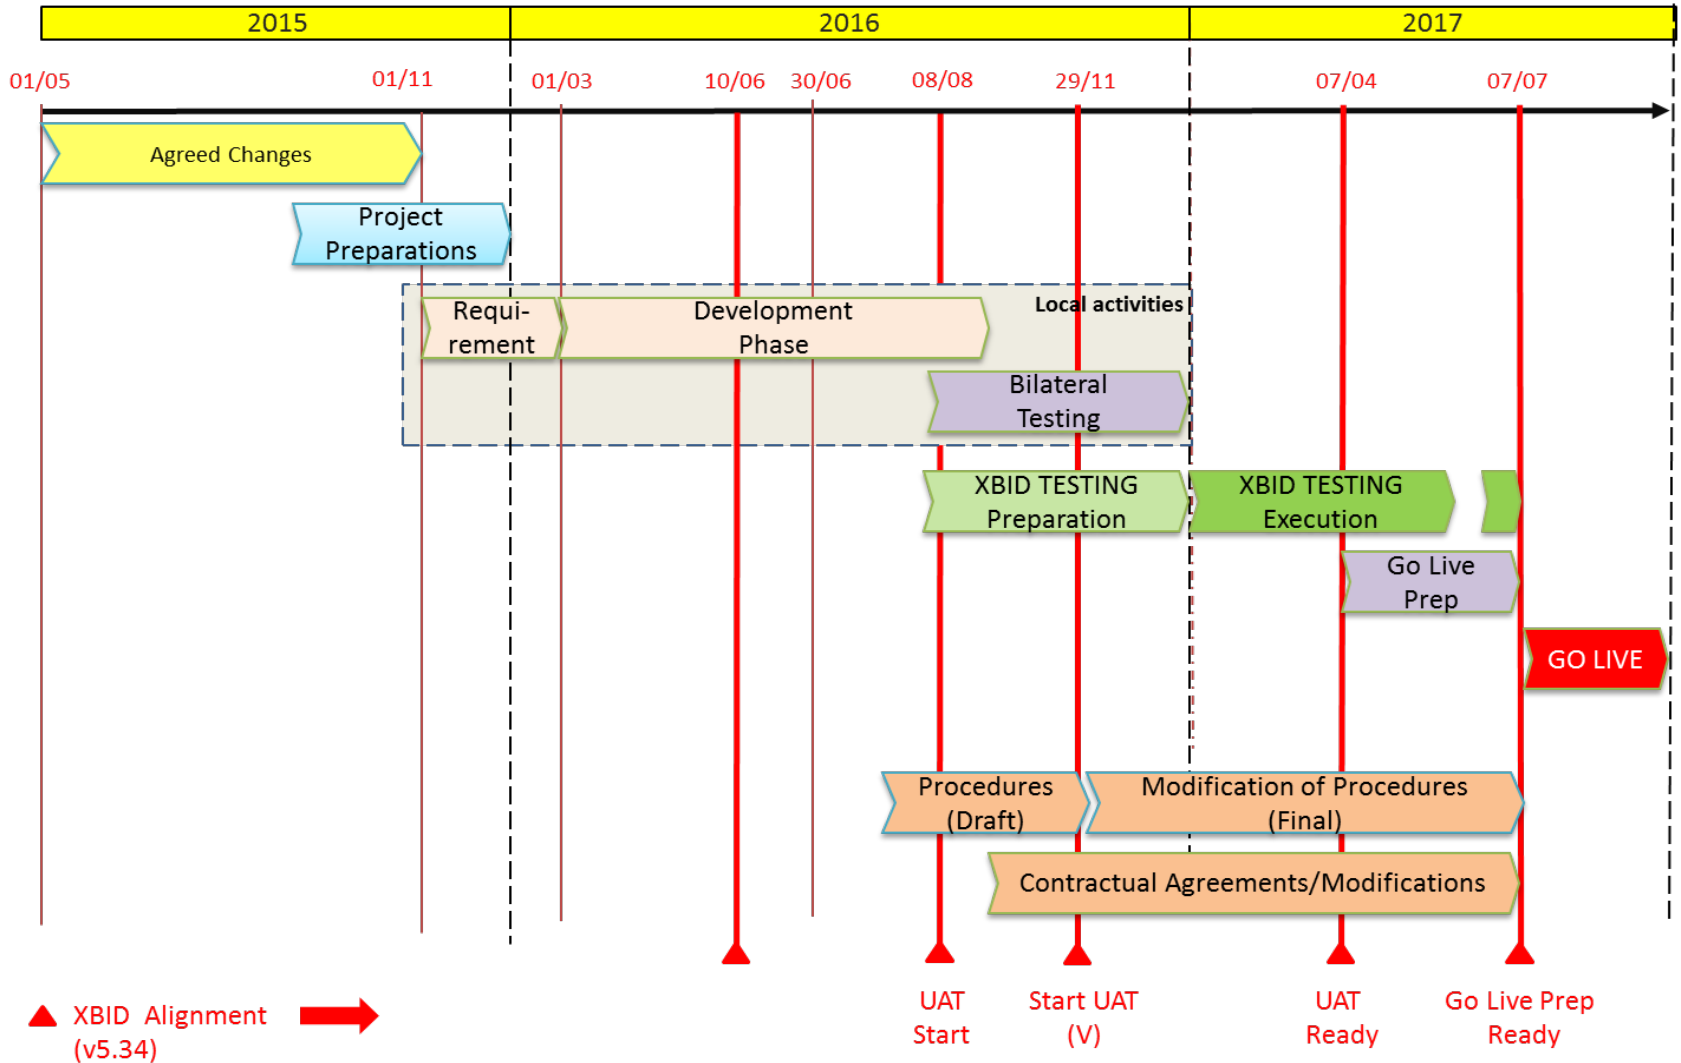 2015
2016
2017
01/05
01/11
01/03
10/06
30/06
08/08
29/11
07/04
07/07
Agreed Changes
Project
Preparations
Local activities
Requi-
rement
Development
Phase
Bilateral
Testing
XBID TESTING
Preparation
XBID TESTING
Execution
Go Live
Prep
GO LIVE
Procedures
(Draft)
Modification of Procedures
(Final)
Contractual Agreements/Modifications
UAT
Start
Start UAT
(V)
UAT
Ready
Go Live Prep
Ready
XBID Alignment
(v5.34)